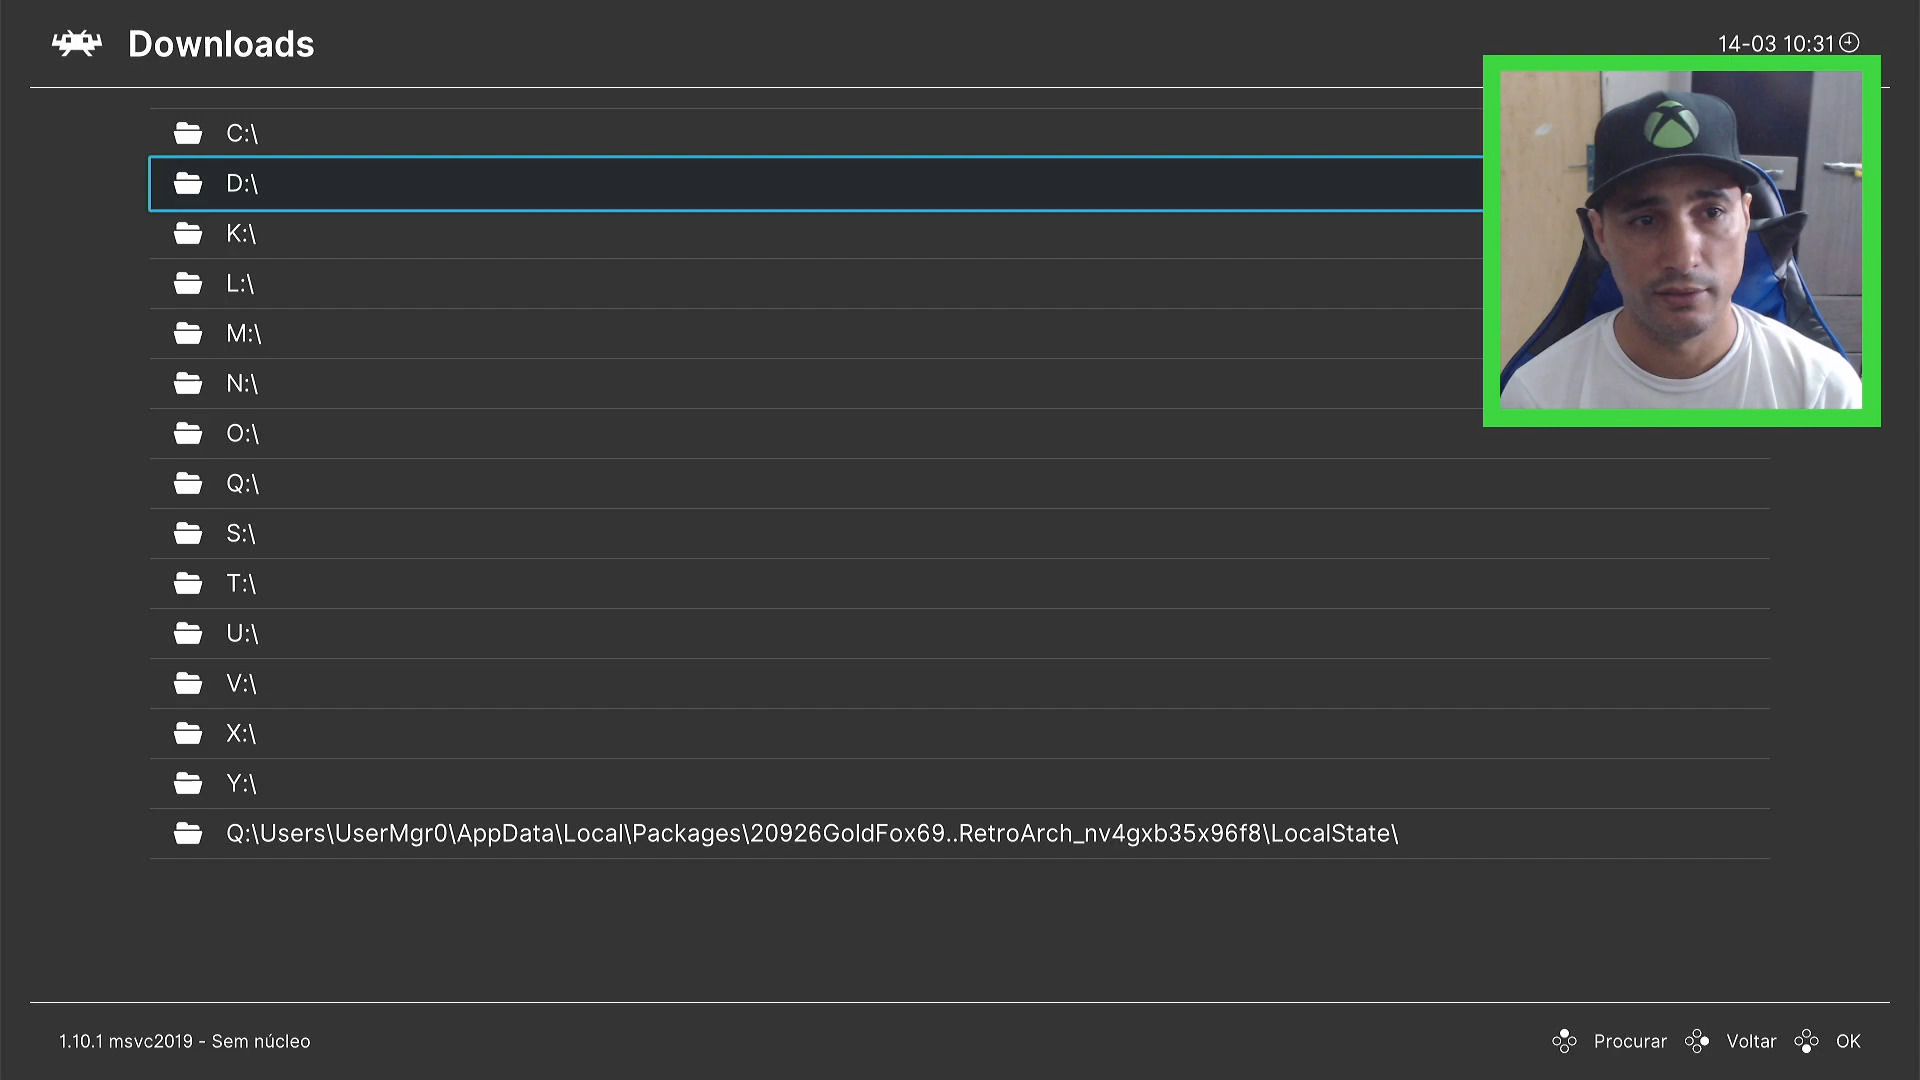 Downloads
14-03 10:31
C:\
D:\
K:\
L:\
M:\
N:\
O:\
Q:\
S:\
T:\
U:\
V:\
X:\
Y:\
Q:\Users\UserMgr0\AppData\Local\Packages\20926GoldFox69..RetroArch_nv4gxb35x96f8\LocalState\
1.10.1 msvc2019 - Sem núcleo
Procurar Voltar OK